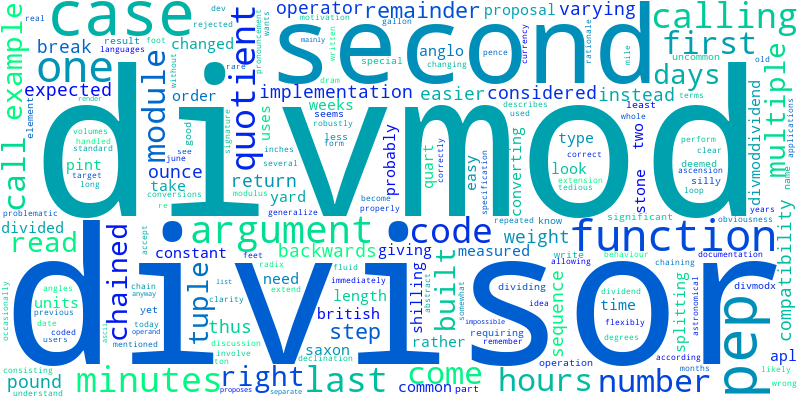 case
second
divmod
divisor
one
quotient
operator
remainder
proposal
varying
calling
first
days
break
changed
result
languages
dev
rejected
foot
rare
motivation
written
gallon
wants
mainly
pence
changing
currency
rationale
mile
real
without
pronouncement
special
old
uncommon
terms
anglo
expected
module
order
implementation
easier
considered
instead
multiple
example
call
element
render
volumes
handled
standard
target
long
pint
ounce
take
good
see
june
conversions
re
weeks
seems
robustly
uses
signature
inches
several
less
form
return
modulus
yard
generalize
become
properly
probably
quart
easy
specification
converting
type
correct
look
extension
tedious
describes
used
least
whole
two
stone
deemed
ascension
silly
loop
divmoddividend
perform
clear
applications
name
years
compatibility
problematic
divided
read
chained
argument
code
function
correctly
weight
measured
repeated
know
significant
obviousness
write
behaviour
documentation
chaining
allowing
dividing
idea
dividend
divmodx
constant
backwards
giving
tuple
need
radix
extend
feet
fluid
immediately
length
british
shilling
abstract
built
step
saxon
rather
somewhat
impossible
requiring
remember
sequence
time
flexibly
degrees
splitting
astronomical
pep
apl
according
months
likely
wrong
operation
common
part
number
hours
come
last
right
minutes
pound
understand
consisting
occasionally
units
previous
date
coded
users
mentioned
yet
today
operand
ascii
thus
discussion
involve
ton
declination
proposes
separate
angles
chain
anyway
accept
list
clarity
dram